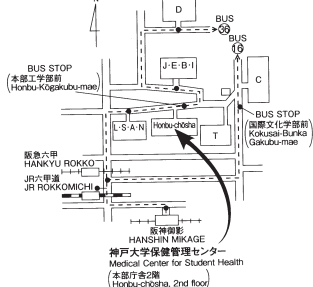 D
BUS
36
BUS
16
J·E·B·I
C
BUS STOP
(本部工学部前
Honbu-Kōgakubu-mae)
BUS STOP
(国際文化学部前
Kokusai-Bunka
Gakubu-mae)
L·S·A·N
Honbu-chōsha
T
阪急六甲
HANKYU ROKKO
JR六甲道
JR ROKKOMICHI
阪神御影
HANSHIN MIKAGE
神戸大学保健管理センター
Medical Center for Student Health
(本部庁舎2階
Honbu-chōsha, 2nd floor)